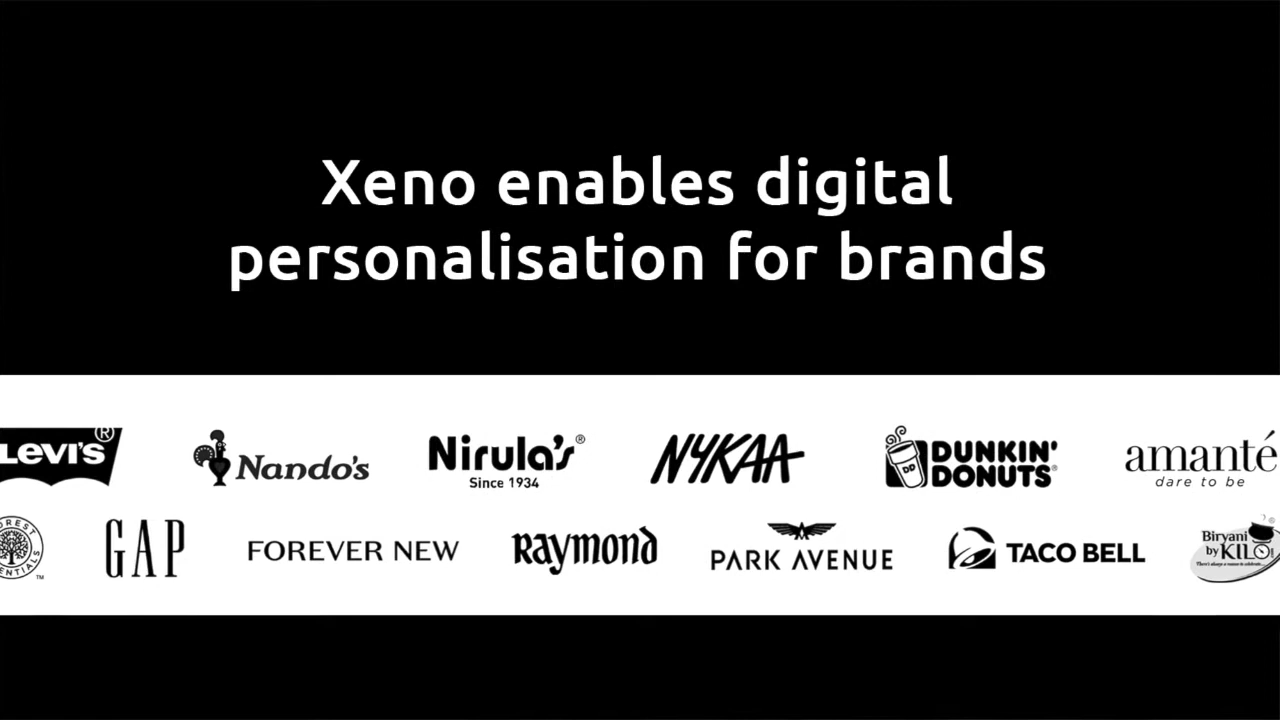 Xeno enables digital
personalisation for brands
LEVI'S ®
Nando's
Nirula's ®
Since 1934
NYKAA
DD
DUNKIN'
DONUTS ®
amanté
dare to be
GAP
FOREVER NEW
Raymond
PARK AVENUE
TACO BELL
Biryani
by KILO